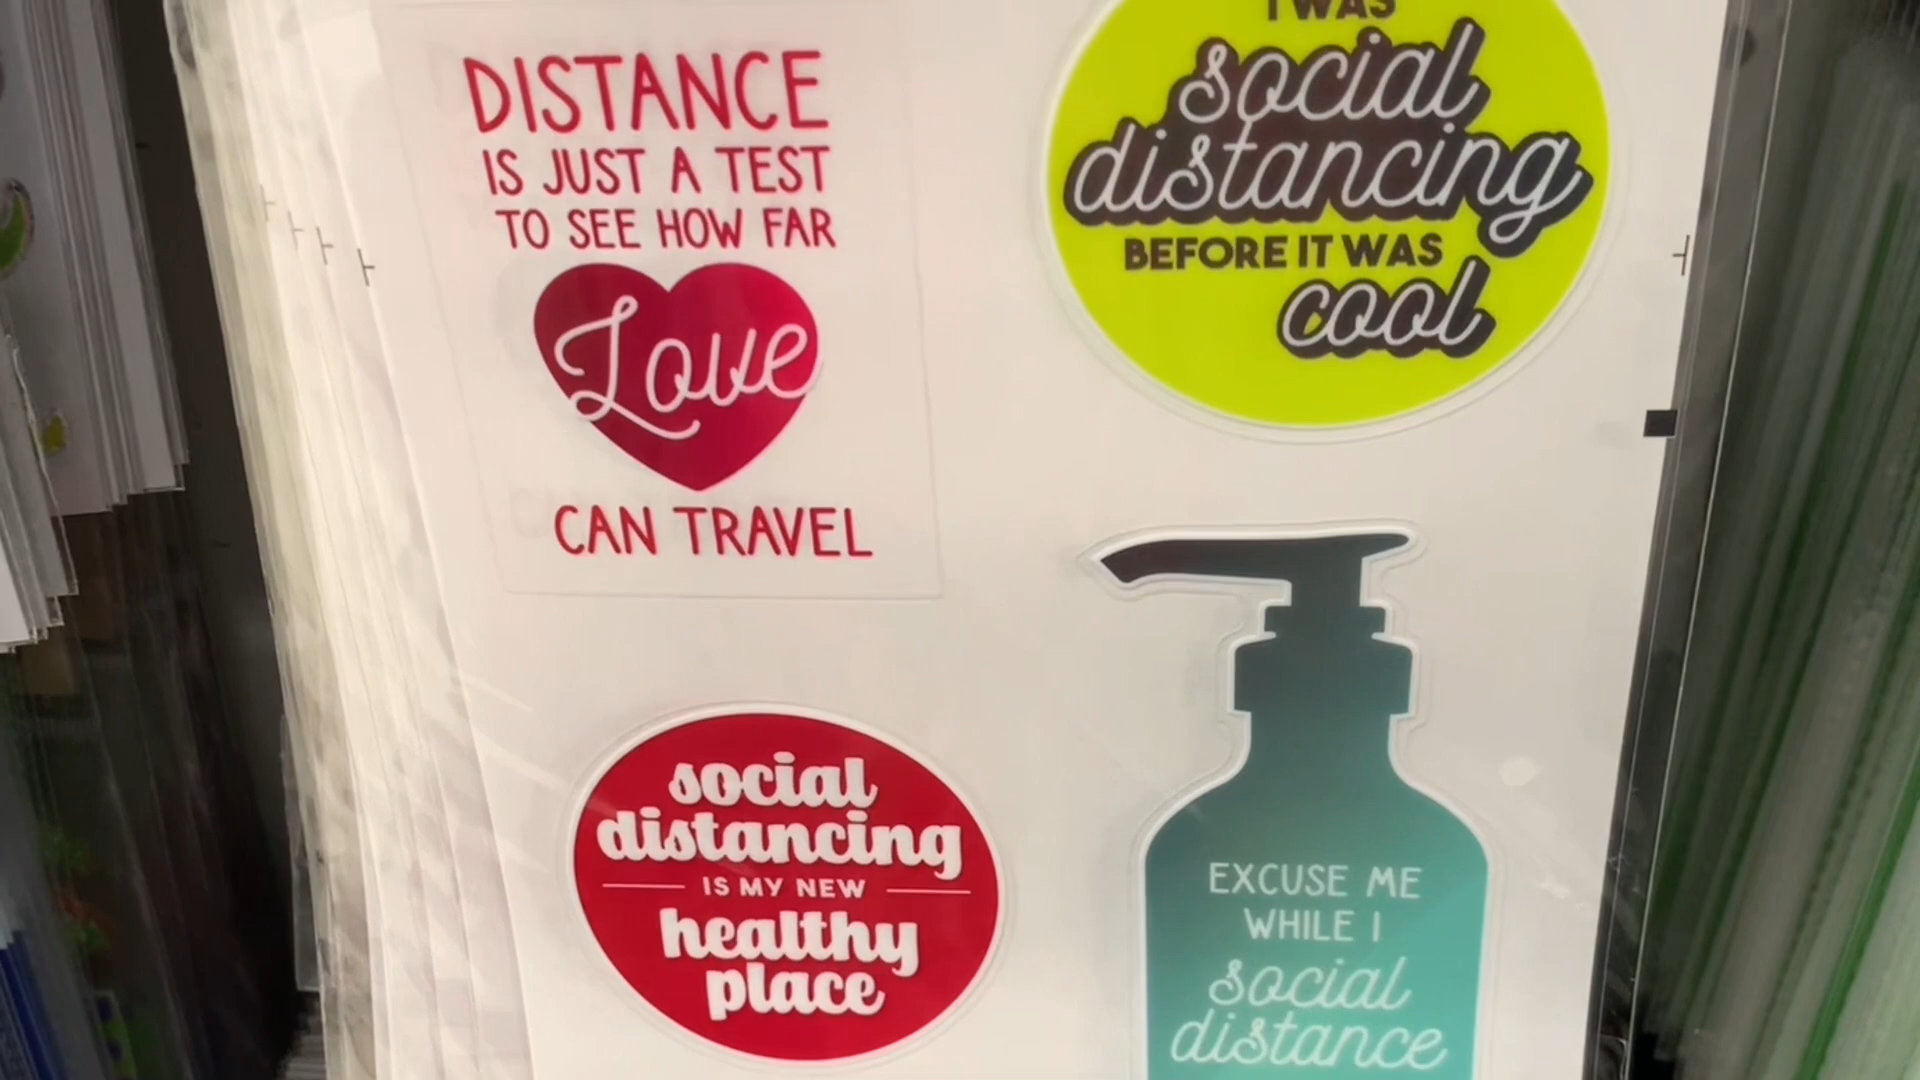 DISTANCE
IS JUST A TEST
TO SEE HOW FAR
Love
CAN TRAVEL
I WAS
social
distancing
BEFORE IT WAS
cool
social
distancing
IS MY NEW
healthy
place
EXCUSE ME
WHILE I
social
distance